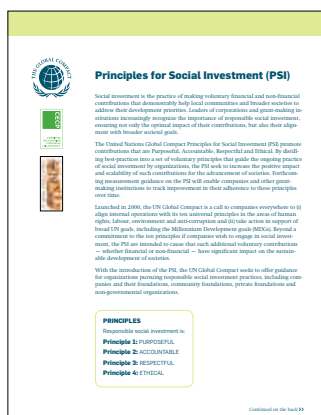 THE GLOBAL COMPACT
Principles for Social Investment (PSI)
CECP
Social investment is the practice of making voluntary financial and non-financial
contributions that demonstrably help local communities and broader societies to
address their development priorities. Leaders of corporations and grant-making in-
stitutions increasingly recognize the importance of responsible social investment,
ensuring not only the optimal impact of their contributions, but also their align-
ment with broader societal goals.
The United Nations Global Compact Principles for Social Investment (PSI) promote
contributions that are Purposeful, Accountable, Respectful and Ethical. By distill-
ing best-practices into a set of voluntary principles that guide the ongoing practice
of social investment by organizations, the PSI seek to increase the positive impact
and scalability of such contributions for the advancement of societies. Forthcom-
ing measurement guidance on the PSI will enable companies and other grant-
making institutions to track improvement in their adherence to these principles
over time.
Launched in 2000, the UN Global Compact is a call to companies everywhere to (i)
align internal operations with its ten universal principles in the areas of human
rights, labour, environment and anti-corruption and (ii) take action in support of
broad UN goals, including the Millennium Development goals (MDGs). Beyond a
commitment to the ten principles if companies wish to engage in social invest-
ment, the PSI are intended to cause that such additional voluntary contributions
— whether financial or non-financial — have significant impact on the sustain-
able development of societies.
With the introduction of the PSI, the UN Global Compact seeks to offer guidance
for organizations pursuing responsible social investment practices, including com-
panies and their foundations, community foundations, private foundations and
non-governmental organizations.
PRINCIPLES
Responsible social investment is:
Principle 1: PURPOSEFUL
Principle 2: ACCOUNTABLE
Principle 3: RESPECTFUL
Principle 4: ETHICAL
Continued on the back >>